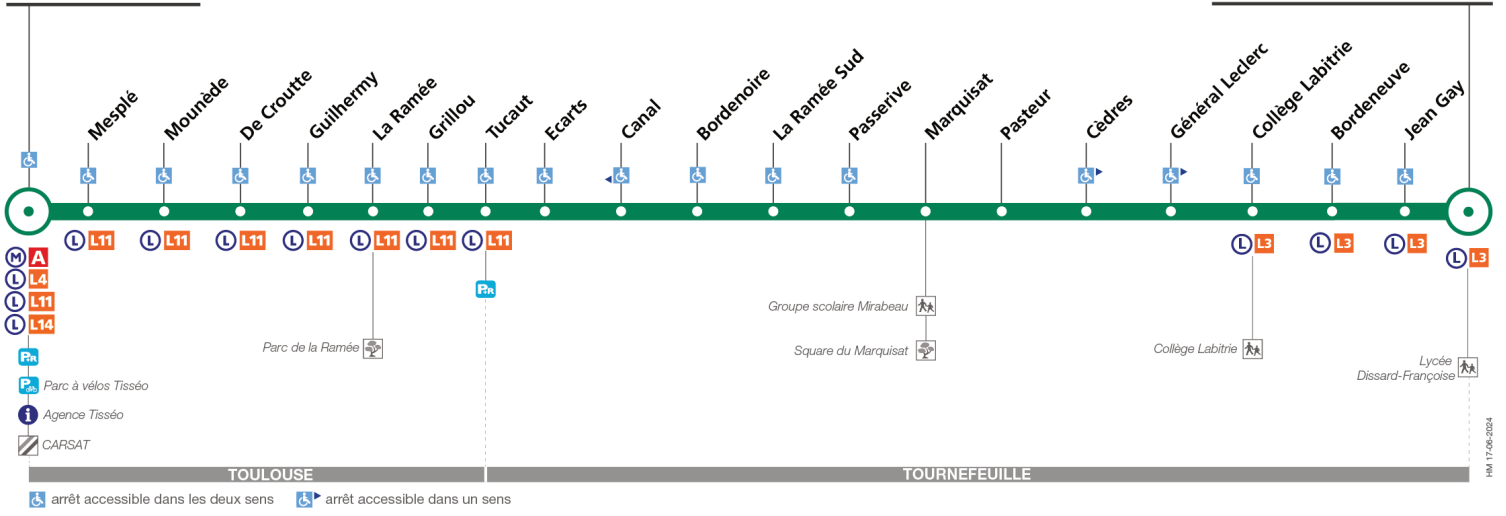 Mesplé
Mounède
De Croutte
Guilhermy
La Ramée
Grillou
Tucaut
Ecarts
Canal
Bordenoire
La Ramée Sud
Passerive
Marquisat
Pasteur
Cèdres
Général Leclerc
Collège Labitrie
Bordeneuve
Jean Gay
L L11
L L11
L L11
L L11
L L11
L L11
L L11
L L3
L L3
L L3
L L3
M A
L L4
L L11
L L14
P+R
P+R
P
Parc à vélos Tisséo
i
Agence Tisséo
CARSAT
Parc de la Ramée
Groupe scolaire Mirabeau
Square du Marquisat
Collège Labitrie
Lycée
Dissard-Françoise
HM 17-06-2024
TOULOUSE
TOURNEFEUILLE
arrêt accessible dans les deux sens
arrêt accessible dans un sens